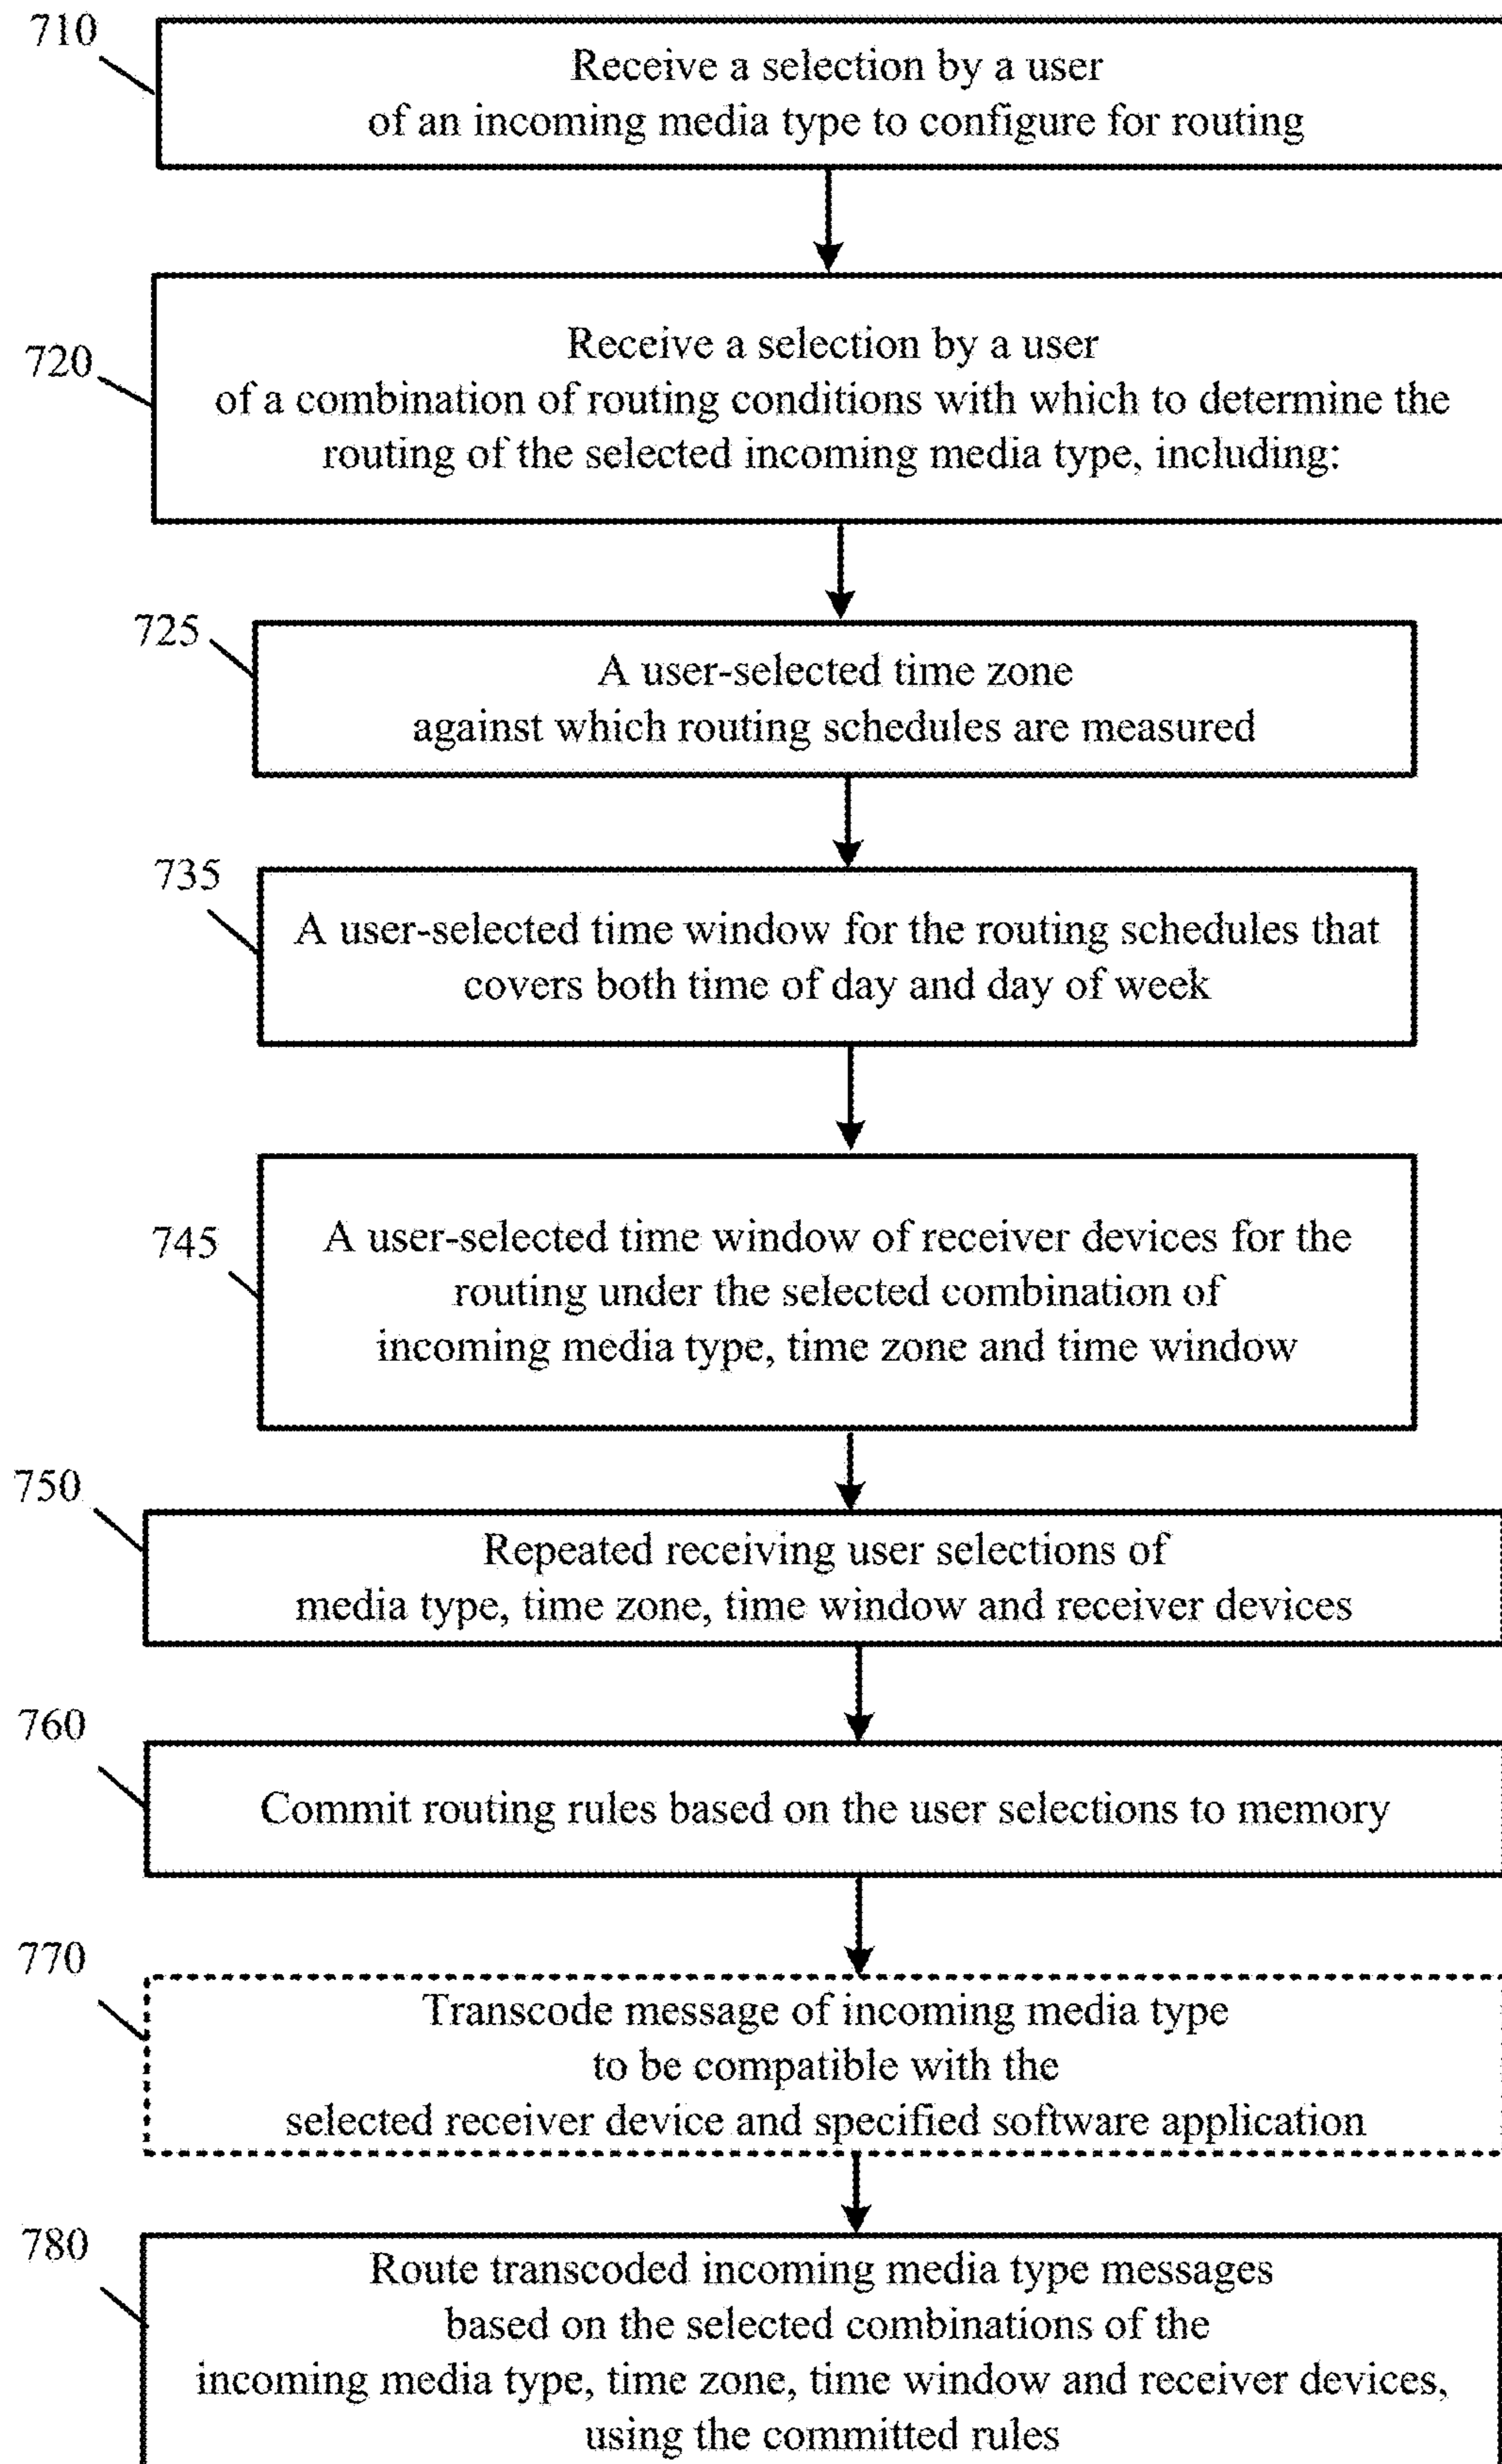 710
Receive a selection by a user
of an incoming media type to configure for routing
720
Receive a selection by a user
of a combination of routing conditions with which to determine the
routing of the selected incoming media type, including:
725
A user-selected time zone
against which routing schedules are measured
735
A user-selected time window for the routing schedules that
covers both time of day and day of week
745
A user-selected time window of receiver devices for the
routing under the selected combination of
incoming media type, time zone and time window
750
Repeated receiving user selections of
media type, time zone, time window and receiver devices
760
Commit routing rules based on the user selections to memory
770
Transcode message of incoming media type
to be compatible with the
selected receiver device and specified software application
780
Route transcoded incoming media type messages
based on the selected combinations of the
incoming media type, time zone, time window and receiver devices,
using the committed rules